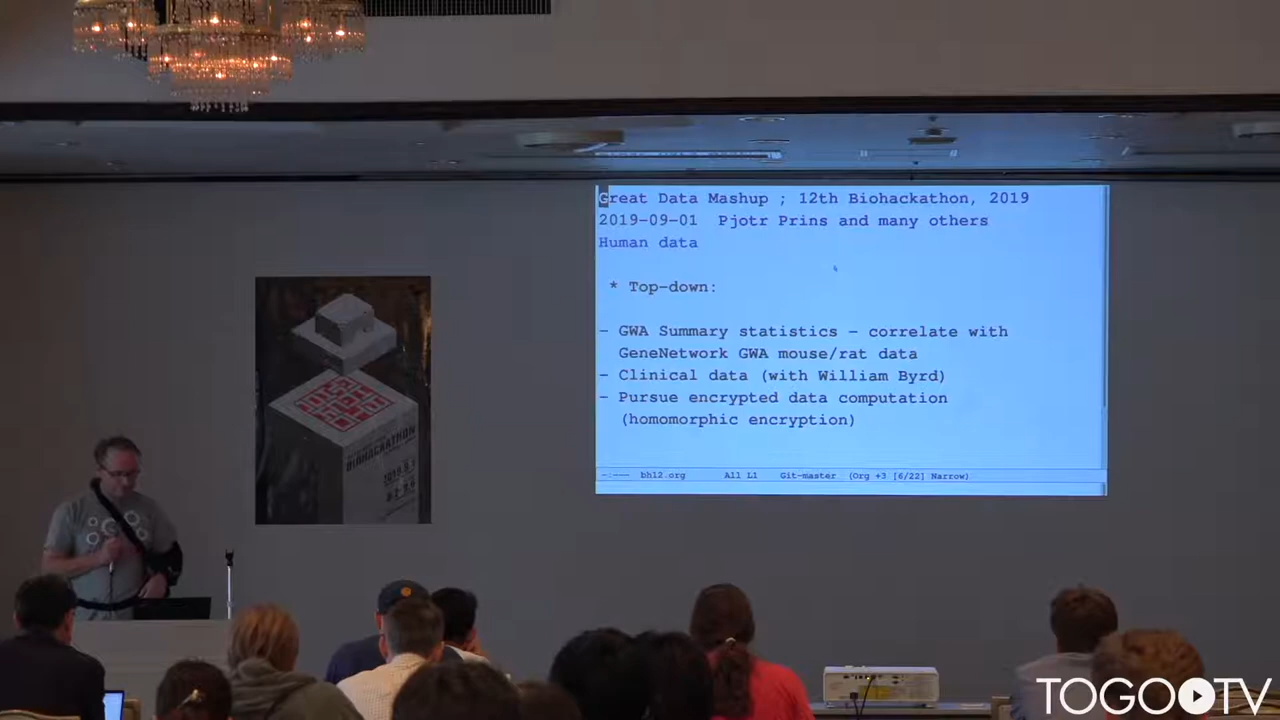 Great Data Mashup ; 12th Biohackathon, 2019
2019-09-01  Pjotr Prins and many others
Human data
* Top-down:
- GWA Summary statistics - correlate with
GeneNetwork GWA mouse/rat data
- Clinical data (with William Byrd)
- Pursue encrypted data computation
(homomorphic encryption)
-:---- bh12.org All L1 Git-master (Org +3 [6/22] Narrow)
BIOHACKATHON
TOGOTV